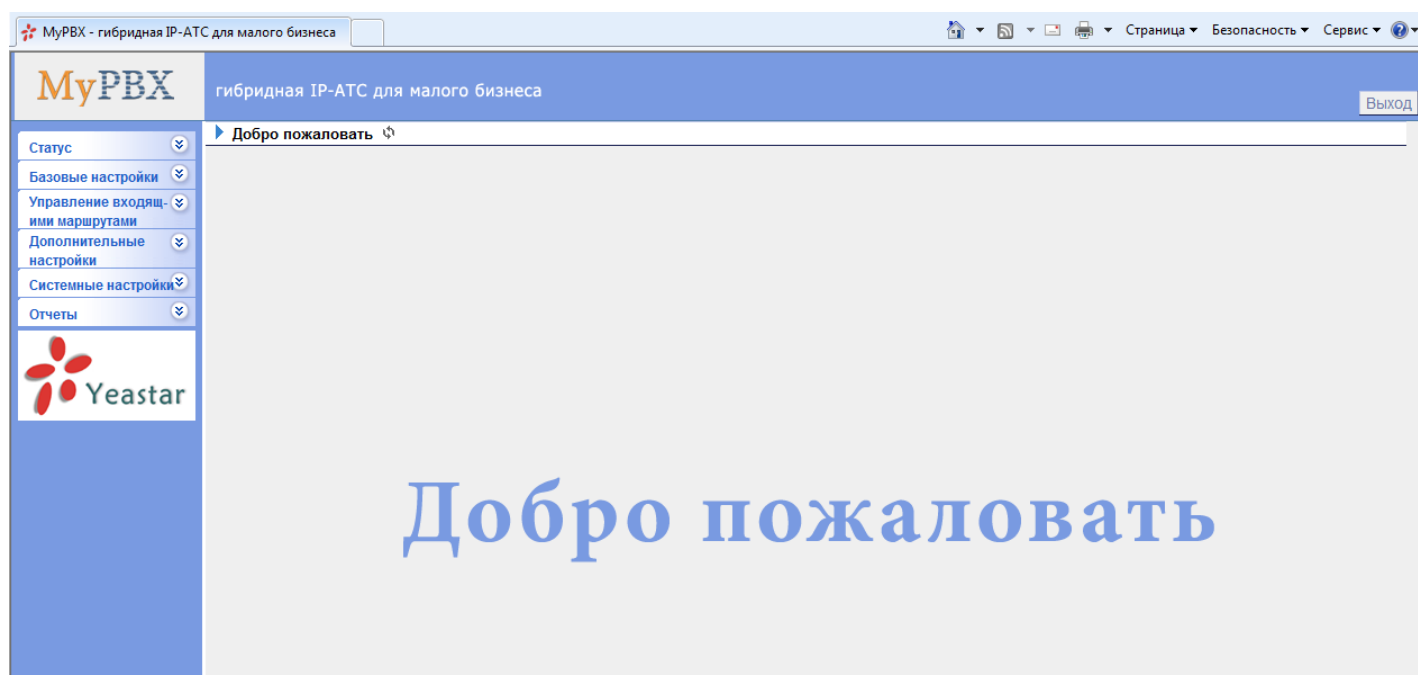 MyPBX - гибридная IP-АТС для малого бизнеса
Страница
Безопасность
Сервис
MyPBX
гибридная IP-АТС для малого бизнеса
Выход
Добро пожаловать
Статус
Базовые настройки
Управление входящ-
ими маршрутами
Дополнительные
настройки
Системные настройки
Отчеты
Yeastar
Добро пожаловать